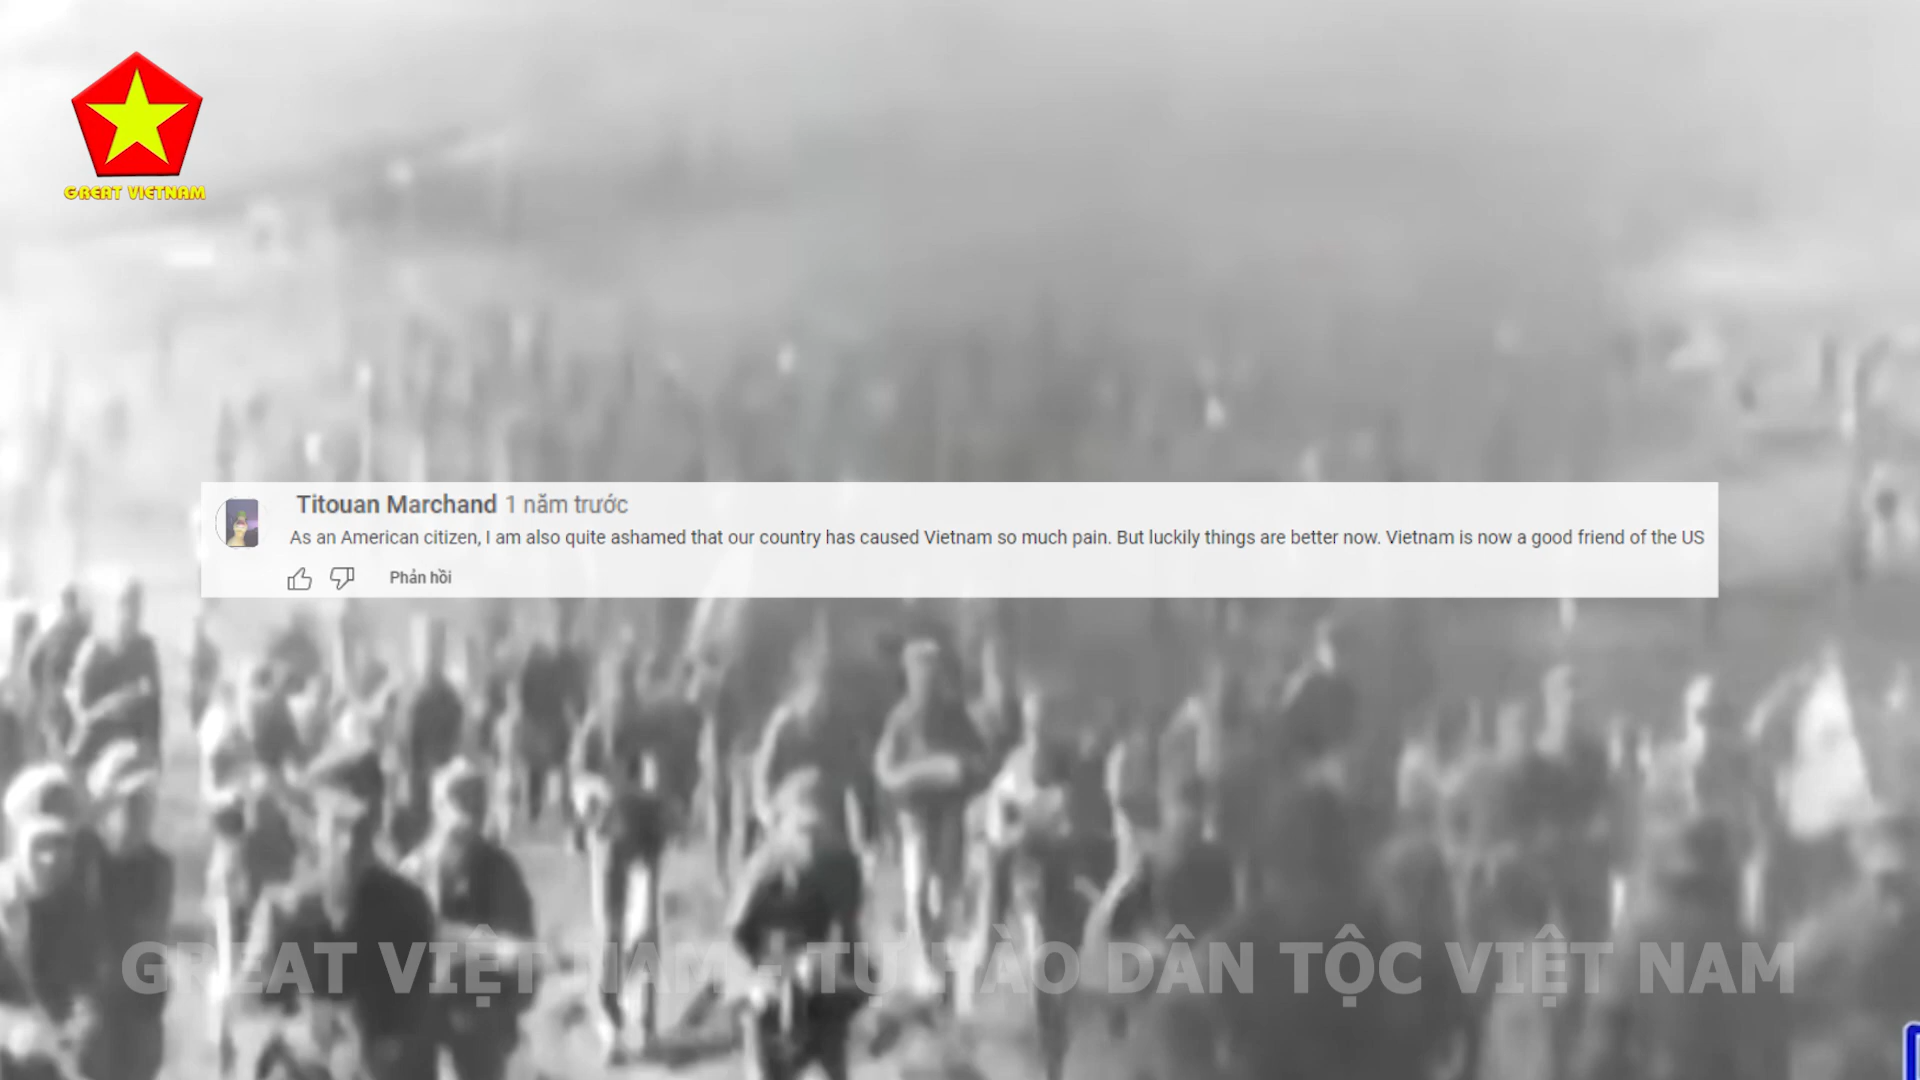 GREAT VIETNAM
Titouan Marchand 1 năm trước
As an American citizen, I am also quite ashamed that our country has caused Vietnam so much pain. But luckily things are better now. Vietnam is now a good friend of the US
Phản hồi
GREAT VIỆT NAM - TỰ HÀO DÂN TỘC VIỆT NAM